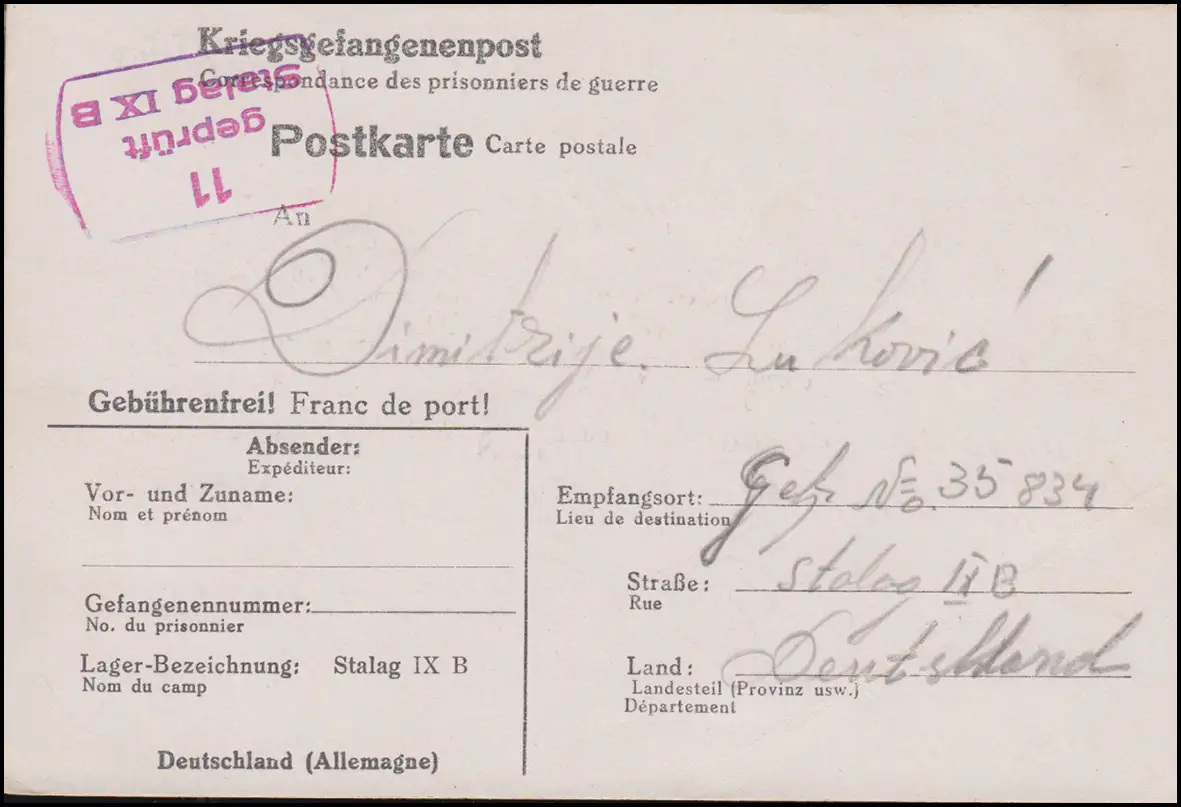 Kriegsgefangenenpost
Correspondance des prisonniers de guerre
Stalag IX B
geprüft
11
Postkarte Carte postale
An
Dimitrije. Luković
Gebührenfrei! Franc de port!
Absender:
Expéditeur:
Vor- und Zuname:
Nom et prénom
Gefangenennummer:
No. du prisonnier
Lager-Bezeichnung: Stalag IX B
Nom du camp
Deutschland (Allemagne)
Empfangsort: Gef. No. 35 834
Lieu de destination
Straße: Stalag IX B
Rue
Land: Deutschland
Landesteil (Provinz usw.)
Département